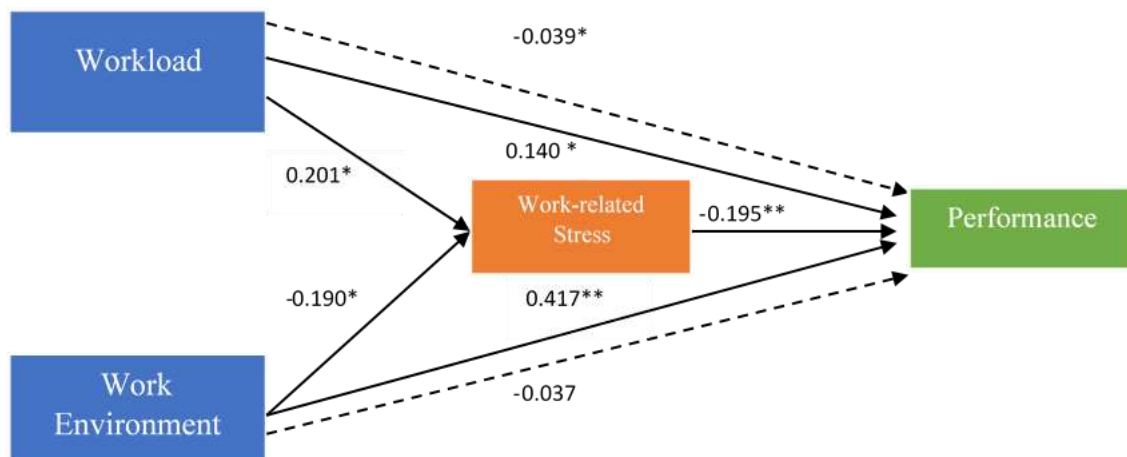 -0.039*
Workload
0.140 *
0.201*
Work-related
Stress
-0.195**
Performance
-0.190*
0.417**
Work
Environment
-0.037